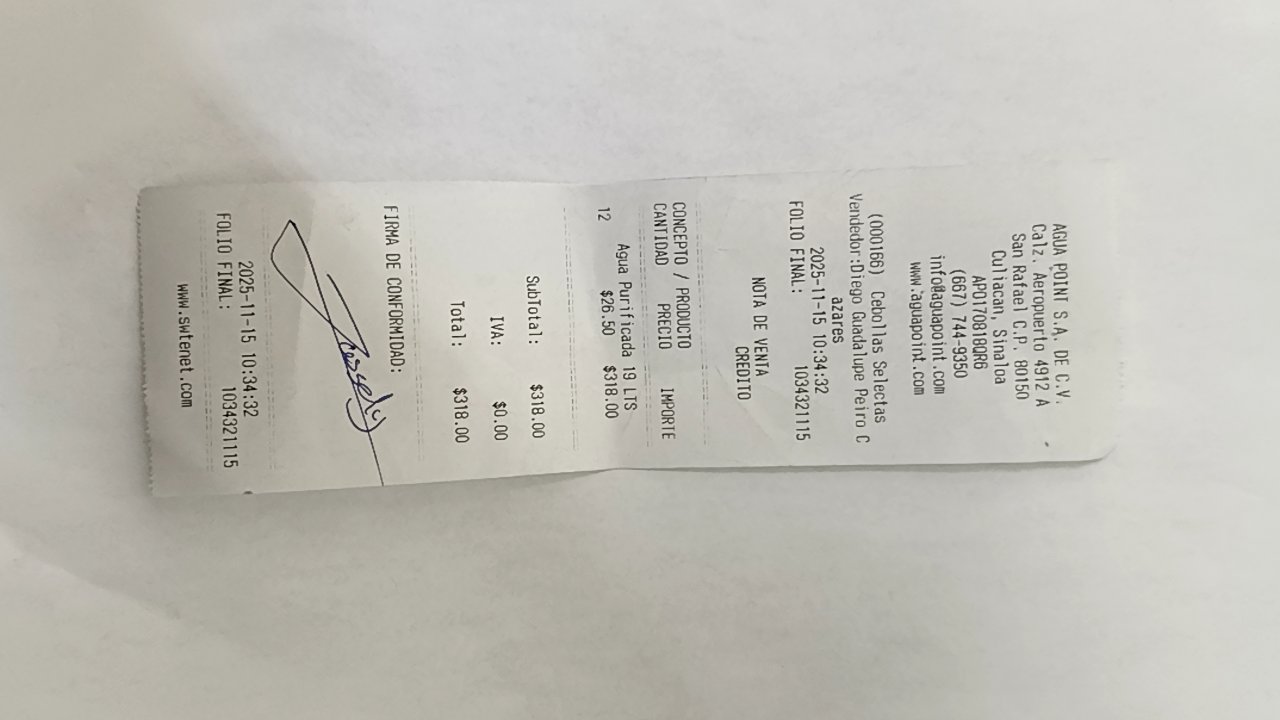 AGUA POINT S.A. DE C.V.
Calz. Aeropuerto 4912 A
San Rafael C.P. 80150
Culiacan, Sinaloa
APO170818QR6
(667) 744-9350
info@aguapoint.com
www.aguapoint.com
(000166) Cebollas Selectas
Vendedor:Diego Guadalupe Peiro C
azares
2025-11-15 10:34:32
FOLIO FINAL: 1034321115
NOTA DE VENTA
CREDITO
CONCEPTO / PRODUCTO
CANTIDAD PRECIO IMPORTE
Agua Purificada 19 LTS
12 $26.50 $318.00
SubTotal: $318.00
IVA: $0.00
Total: $318.00
FIRMA DE CONFORMIDAD:
2025-11-15 10:34:32
FOLIO FINAL: 1034321115
www.swtenet.com